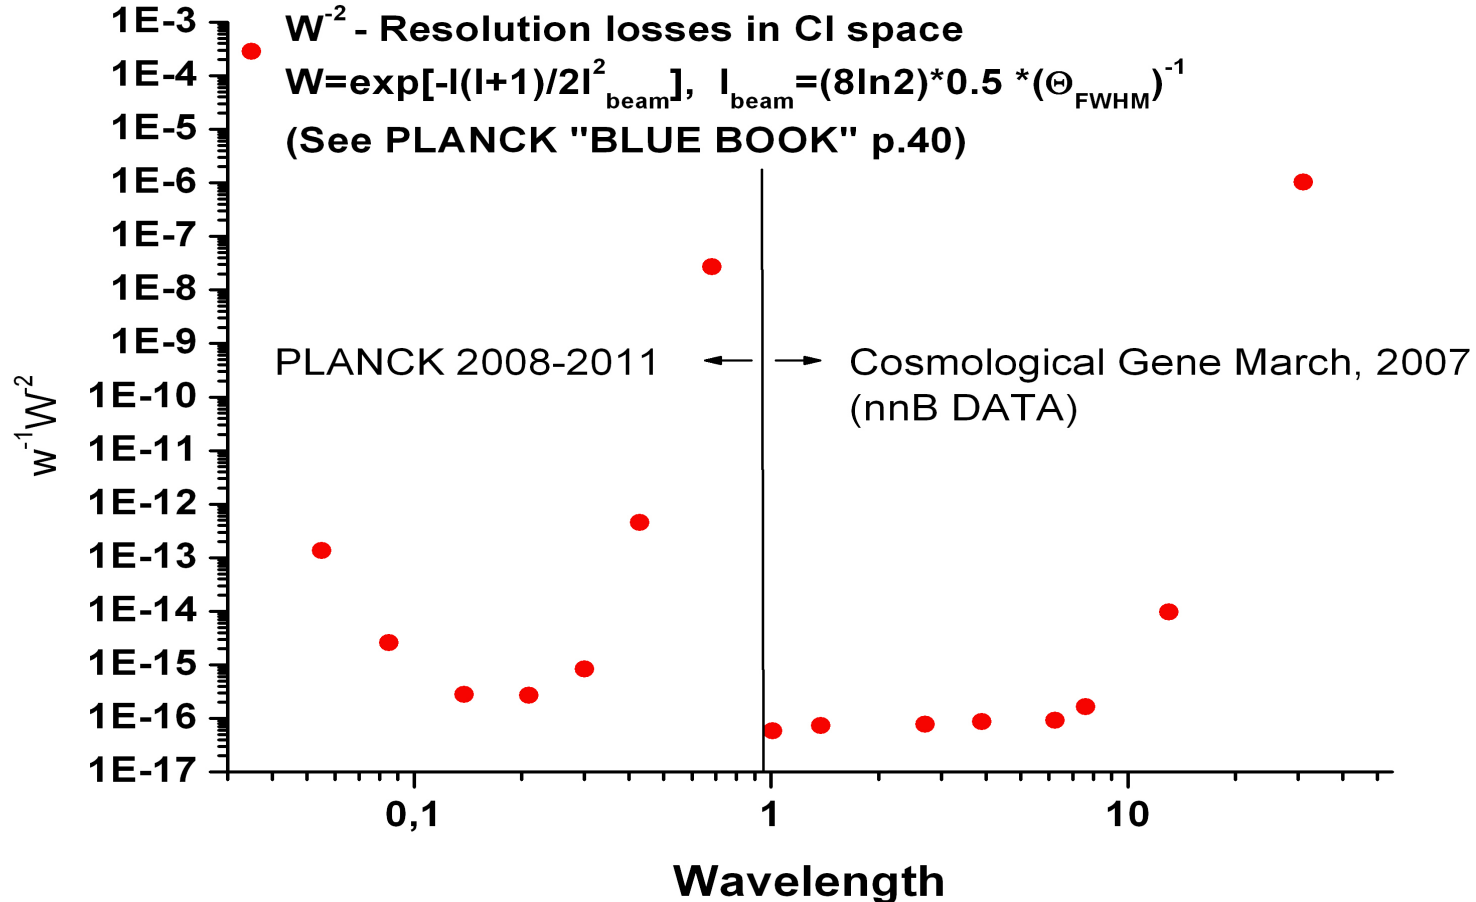 W⁻² - Resolution losses in Cl space
W=exp[-l(l+1)/2l²beam], lbeam=(8ln2)*0.5 *(ΘFWHM)⁻¹
(See PLANCK "BLUE BOOK" p.40)
PLANCK 2008-2011
Cosmological Gene March, 2007
(nnB DATA)
w⁻¹W⁻²
1E-3
1E-4
1E-5
1E-6
1E-7
1E-8
1E-9
1E-10
1E-11
1E-12
1E-13
1E-14
1E-15
1E-16
1E-17
0,1 1 10
Wavelength